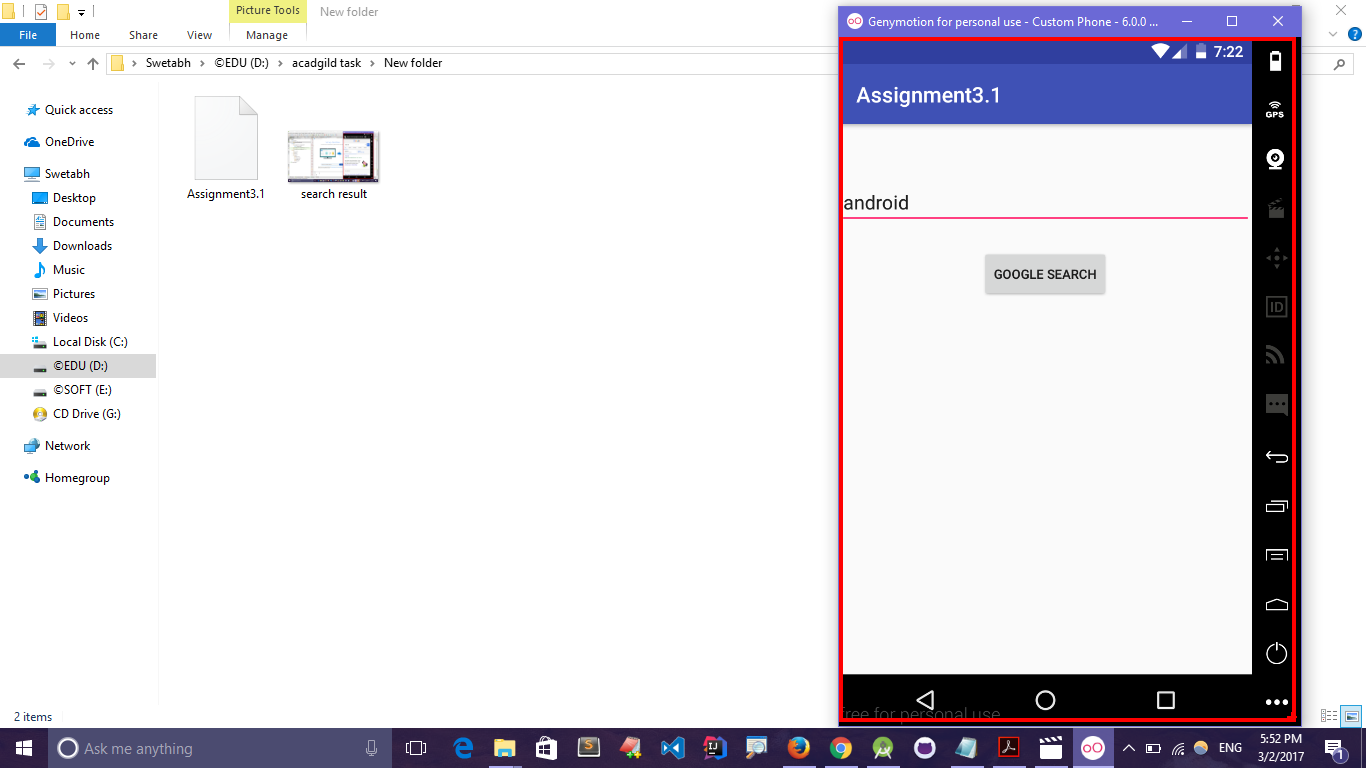 Picture Tools
New folder
File
Home
Share
View
Manage
Swetabh
©EDU (D:)
acadgild task
New folder
Quick access
OneDrive
Swetabh
Desktop
Documents
Downloads
Music
Pictures
Videos
Local Disk (C:)
©EDU (D:)
©SOFT (E:)
CD Drive (G:)
Network
Homegroup
Assignment3.1
search result
2 items
Genymotion for personal use - Custom Phone - 6.0.0 ...
7:22
Assignment3.1
android
GOOGLE SEARCH
free for personal use
GPS
ID
Ask me anything
ENG
5:52 PM
3/2/2017
1